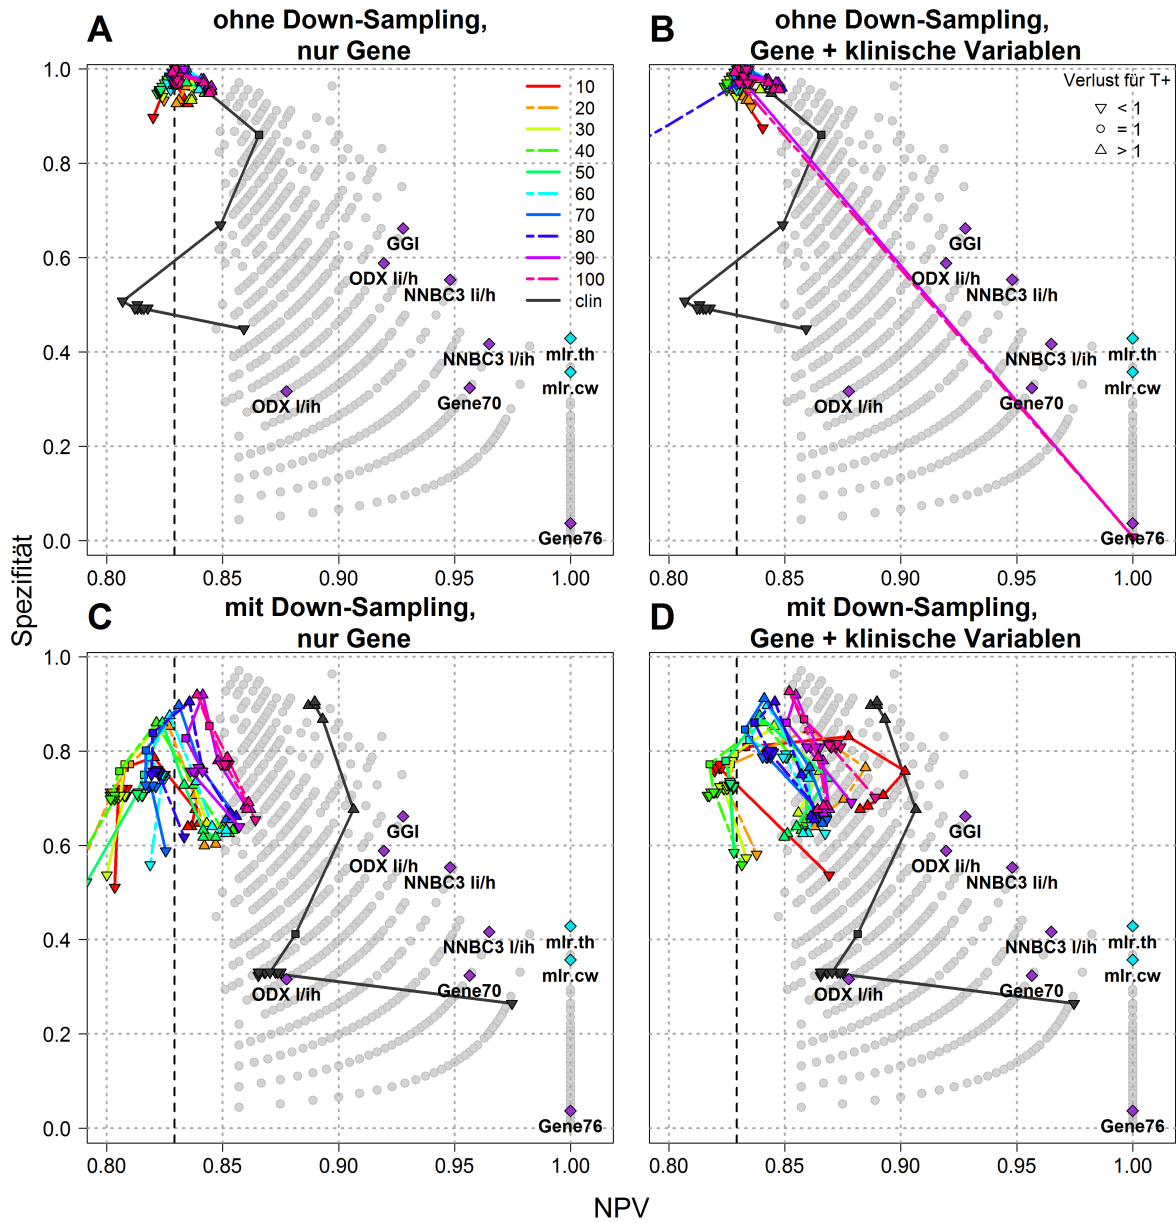 A
ohne Down-Sampling,
nur Gene
B
ohne Down-Sampling,
Gene + klinische Variablen
1.0
0.8
0.6
0.4
0.2
0.0
10
20
30
40
50
60
70
80
90
100
clin
GGI
ODX li/h
NNBC3 li/h
mlr.th
NNBC3 l/ih
mlr.cw
ODX l/ih
Gene70
Gene76
0.80 0.85 0.90 0.95 1.00
Verlust für T+
< 1
= 1
> 1
GGI
ODX li/h
NNBC3 li/h
mlr.th
NNBC3 l/ih
mlr.cw
ODX l/ih
Gene70
Gene76
0.80 0.85 0.90 0.95 1.00
Spezifität
C
mit Down-Sampling,
nur Gene
D
mit Down-Sampling,
Gene + klinische Variablen
1.0
0.8
0.6
0.4
0.2
0.0
GGI
ODX li/h
NNBC3 li/h
mlr.th
NNBC3 l/ih
mlr.cw
ODX l/ih
Gene70
Gene76
0.80 0.85 0.90 0.95 1.00
GGI
ODX li/h
NNBC3 li/h
mlr.th
NNBC3 l/ih
mlr.cw
ODX l/ih
Gene70
Gene76
0.80 0.85 0.90 0.95 1.00
NPV